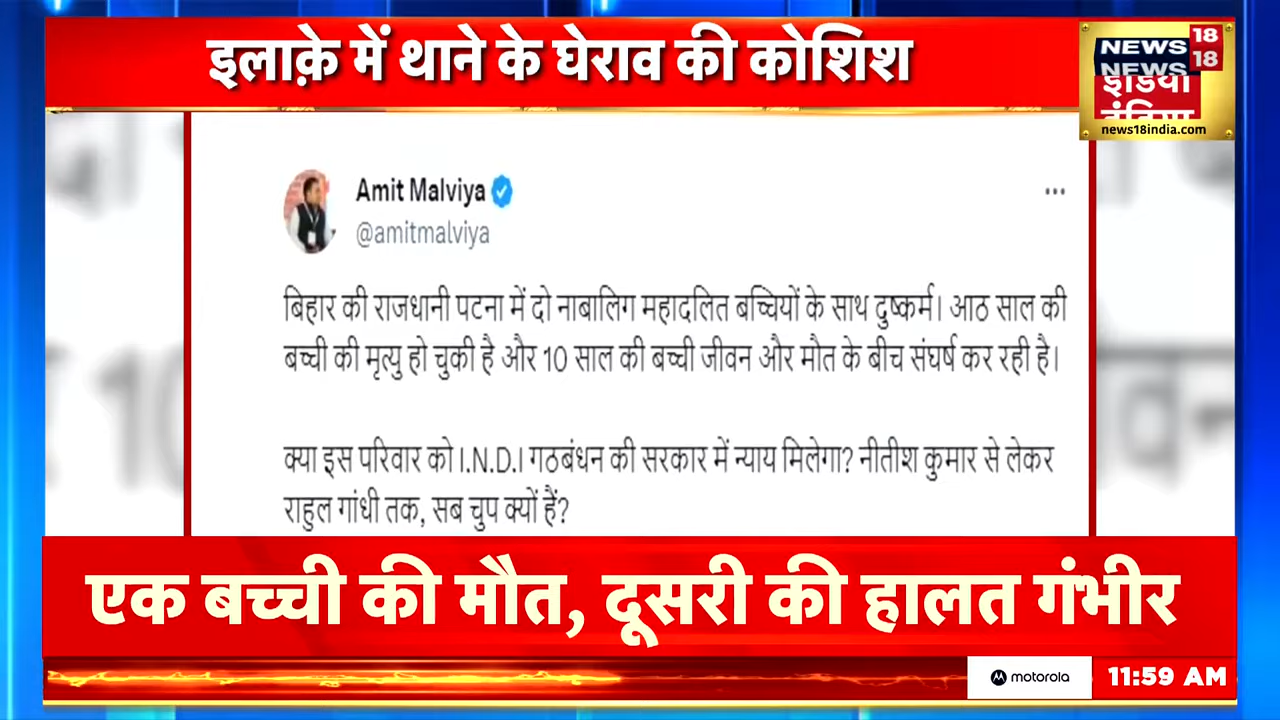 इलाक़े में थाने के घेराव की कोशिश
NEWS 18
NEWS 18
इंडिया
इंडिया
news18india.com
Amit Malviya
@amitmalviya
बिहार की राजधानी पटना में दो नाबालिग महादलित बच्चियों के साथ दुष्कर्म। आठ साल की
बच्ची की मृत्यु हो चुकी है और 10 साल की बच्ची जीवन और मौत के बीच संघर्ष कर रही है।
क्या इस परिवार को I.N.D.I गठबंधन की सरकार में न्याय मिलेगा? नीतीश कुमार से लेकर
राहुल गांधी तक, सब चुप क्यों हैं?
एक बच्ची की मौत, दूसरी की हालत गंभीर
motorola
11:59 AM